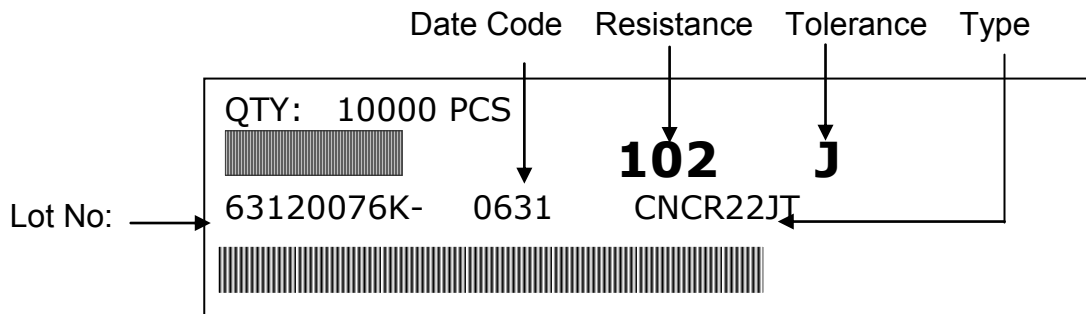 Date Code Resistance Tolerance Type
QTY: 10000 PCS
102 J
Lot No: 63120076K- 0631 CNCR22JT